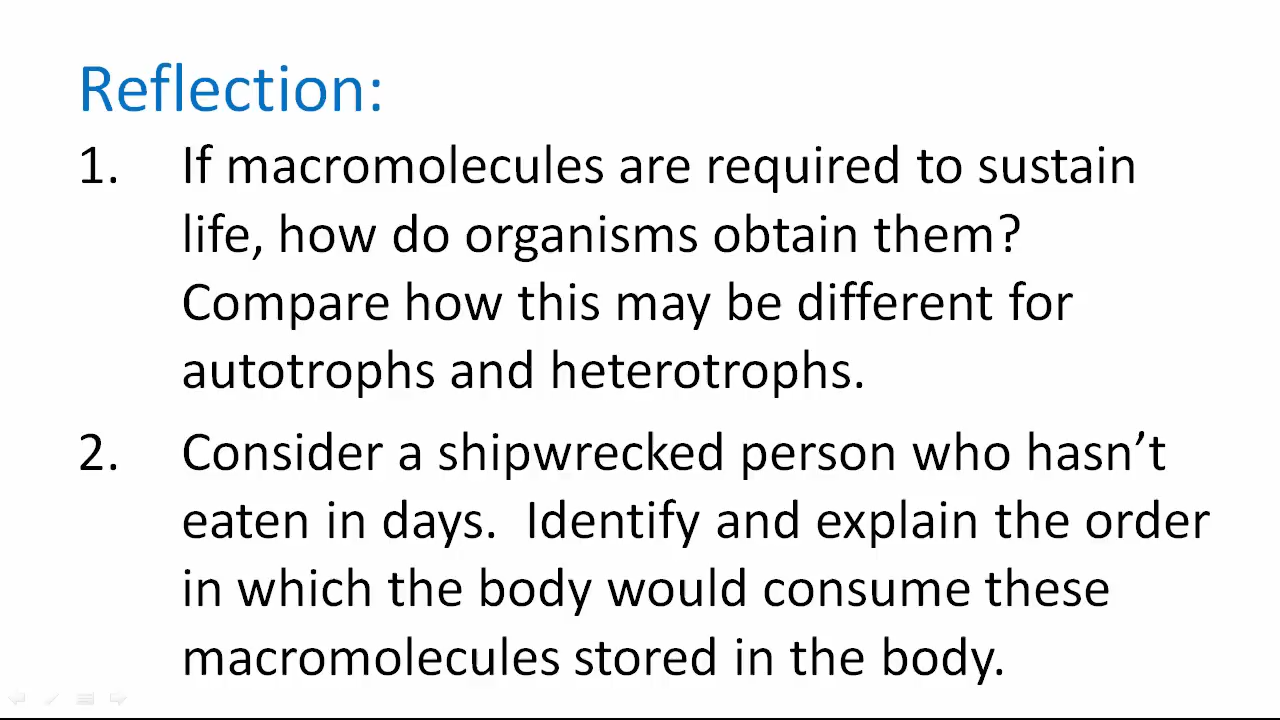 Reflection:
1. If macromolecules are required to sustain
life, how do organisms obtain them?
Compare how this may be different for
autotrophs and heterotrophs.
2. Consider a shipwrecked person who hasn’t
eaten in days.  Identify and explain the order
in which the body would consume these
macromolecules stored in the body.